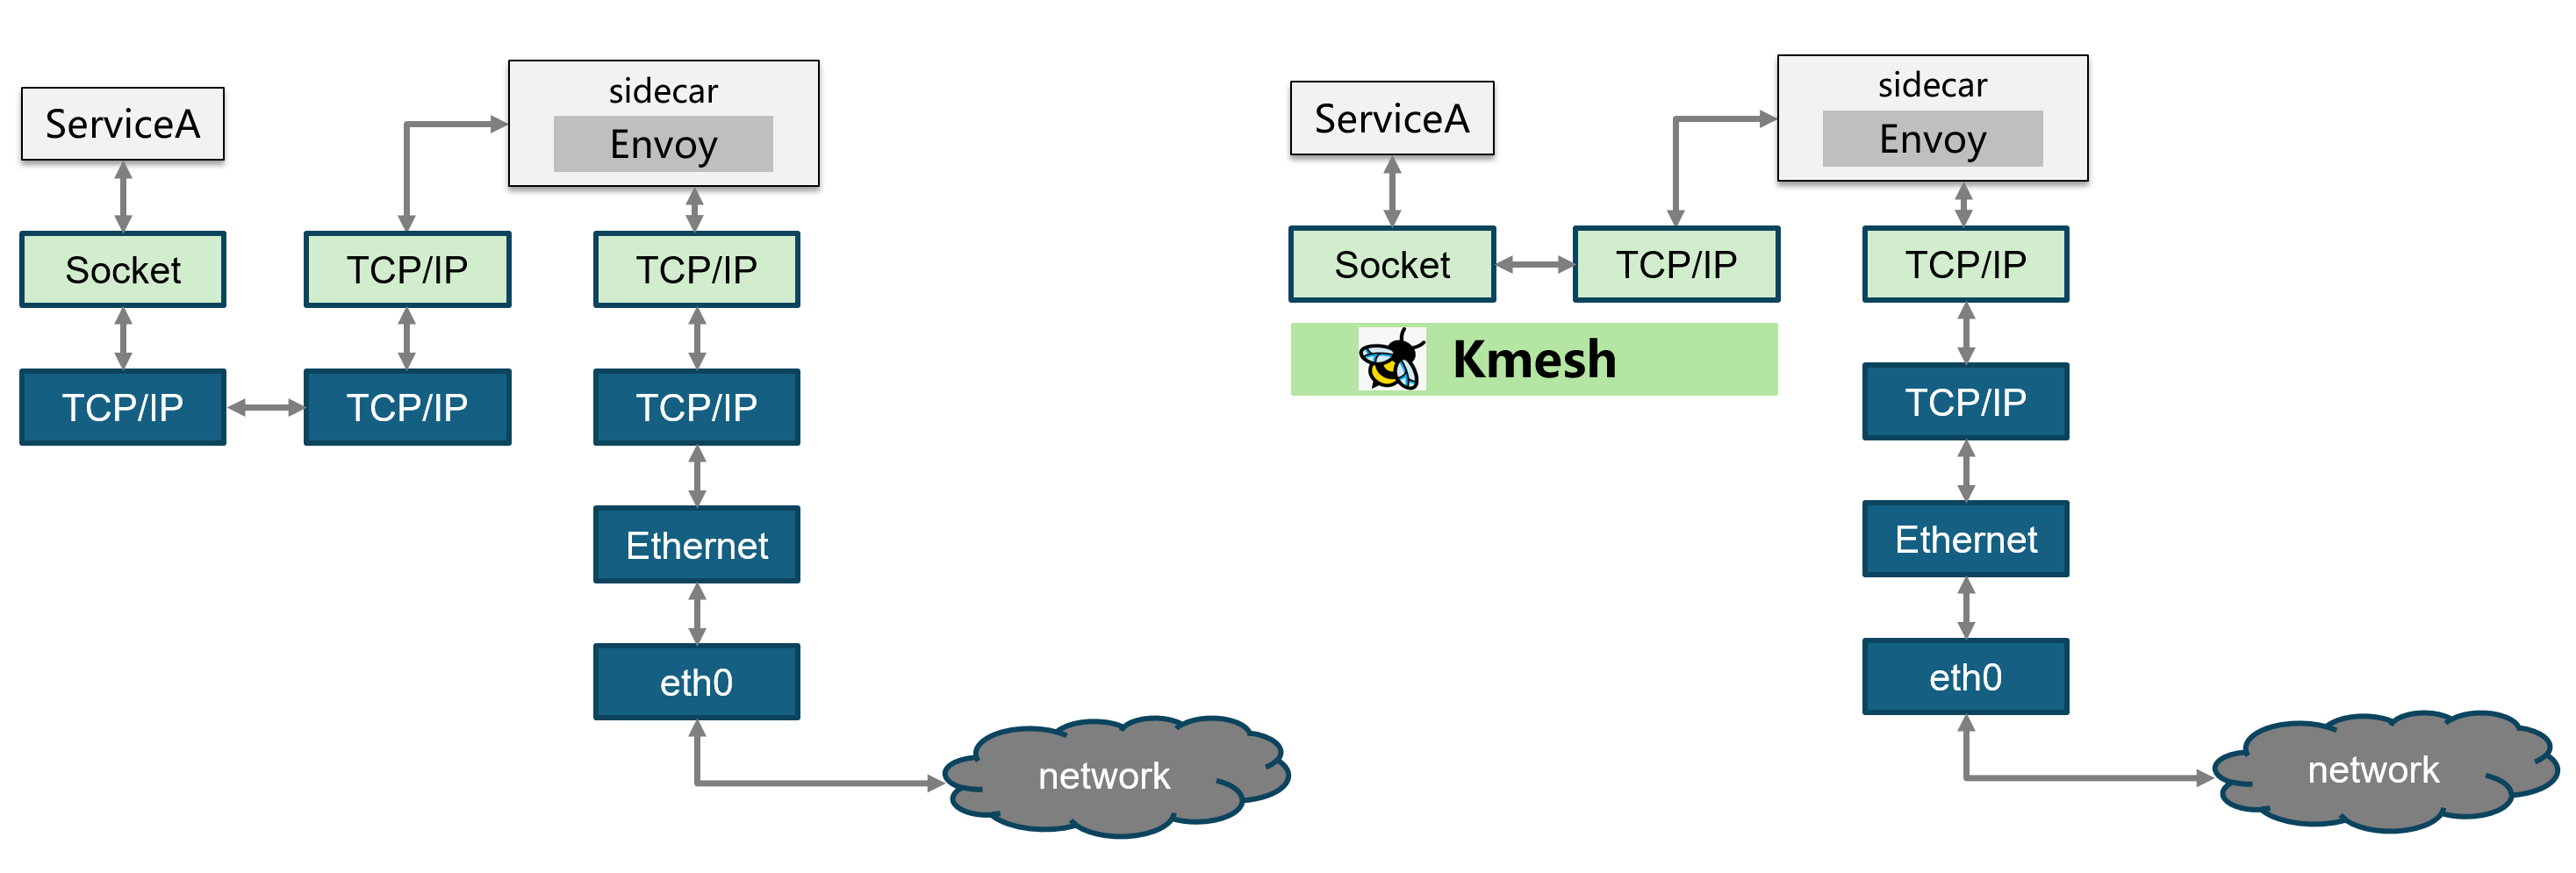 ServiceA
sidecar
Envoy
Socket
TCP/IP
TCP/IP
TCP/IP
TCP/IP
TCP/IP
Ethernet
eth0
network
ServiceA
sidecar
Envoy
Socket
TCP/IP
TCP/IP
Kmesh
TCP/IP
Ethernet
eth0
network